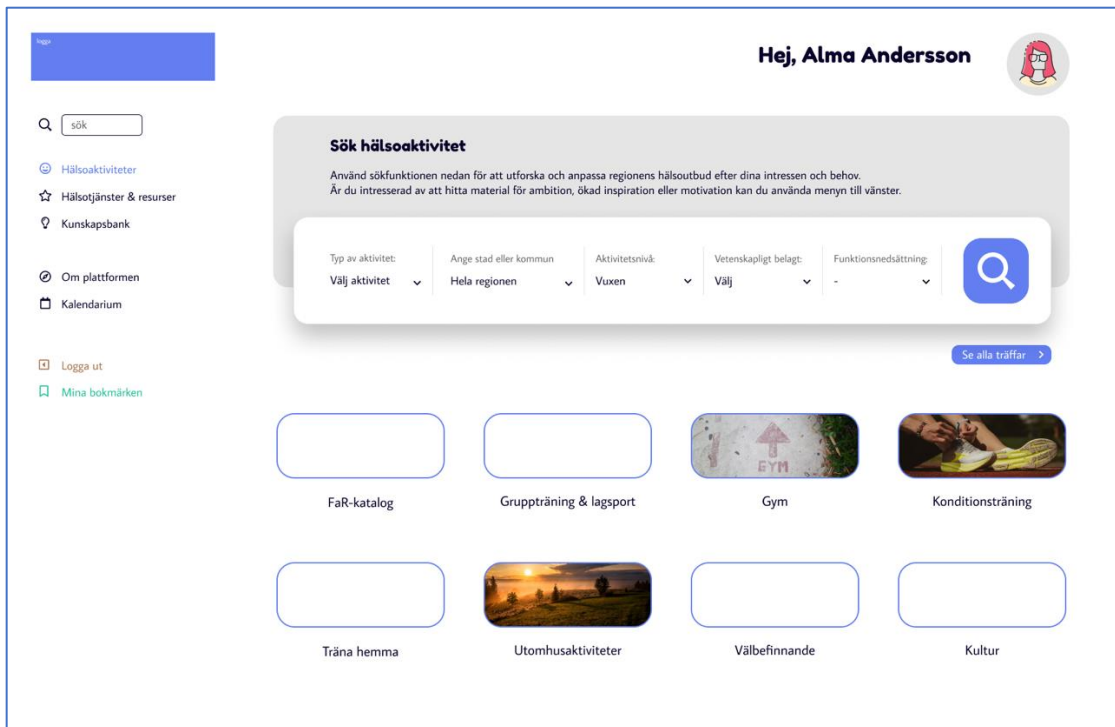 logga
Hej, Alma Andersson
sök
Hälsoaktiviteter
Hälsotjänster & resurser
Kunskapsbank
Om plattformen
Kalendarium
Logga ut
Mina bokmärken
Sök hälsoaktivitet
Använd sökfunktionen nedan för att utforska och anpassa regionens hälsoutbud efter dina intressen och behov.
Är du intresserad av att hitta material för ambition, ökad inspiration eller motivation kan du använda menyn till vänster.
Typ av aktivitet:
Välj aktivitet
Ange stad eller kommun
Hela regionen
Aktivitetsnivå:
Vuxen
Vetenskapligt belagt:
Välj
Funktionsnedsättning:
-
Se alla träffar
GYM
FaR-katalog
Gruppträning & lagsport
Gym
Konditionsträning
Träna hemma
Utomhusaktiviteter
Välbefinnande
Kultur